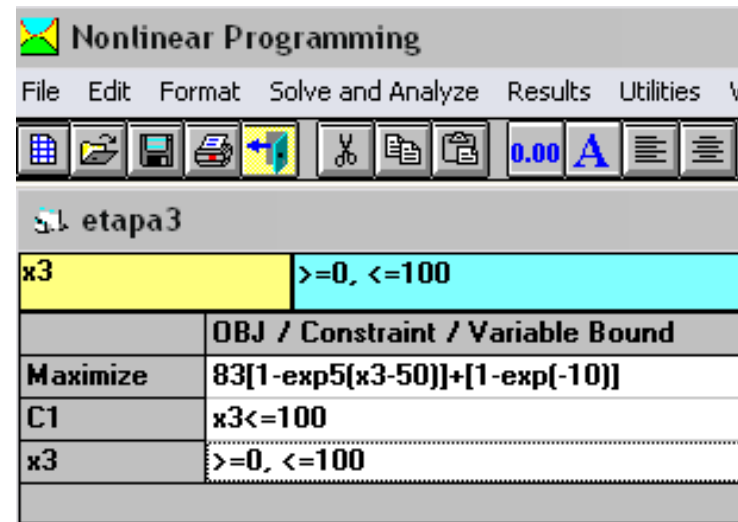 Nonlinear Programming
File Edit Format Solve and Analyze Results Utilities
0.00 A
etapa3
x3 >=0, <=100
OBJ / Constraint / Variable Bound
Maximize 83[1-exp5(x3-50)]+[1-exp(-10)]
C1 x3<=100
x3 >=0, <=100